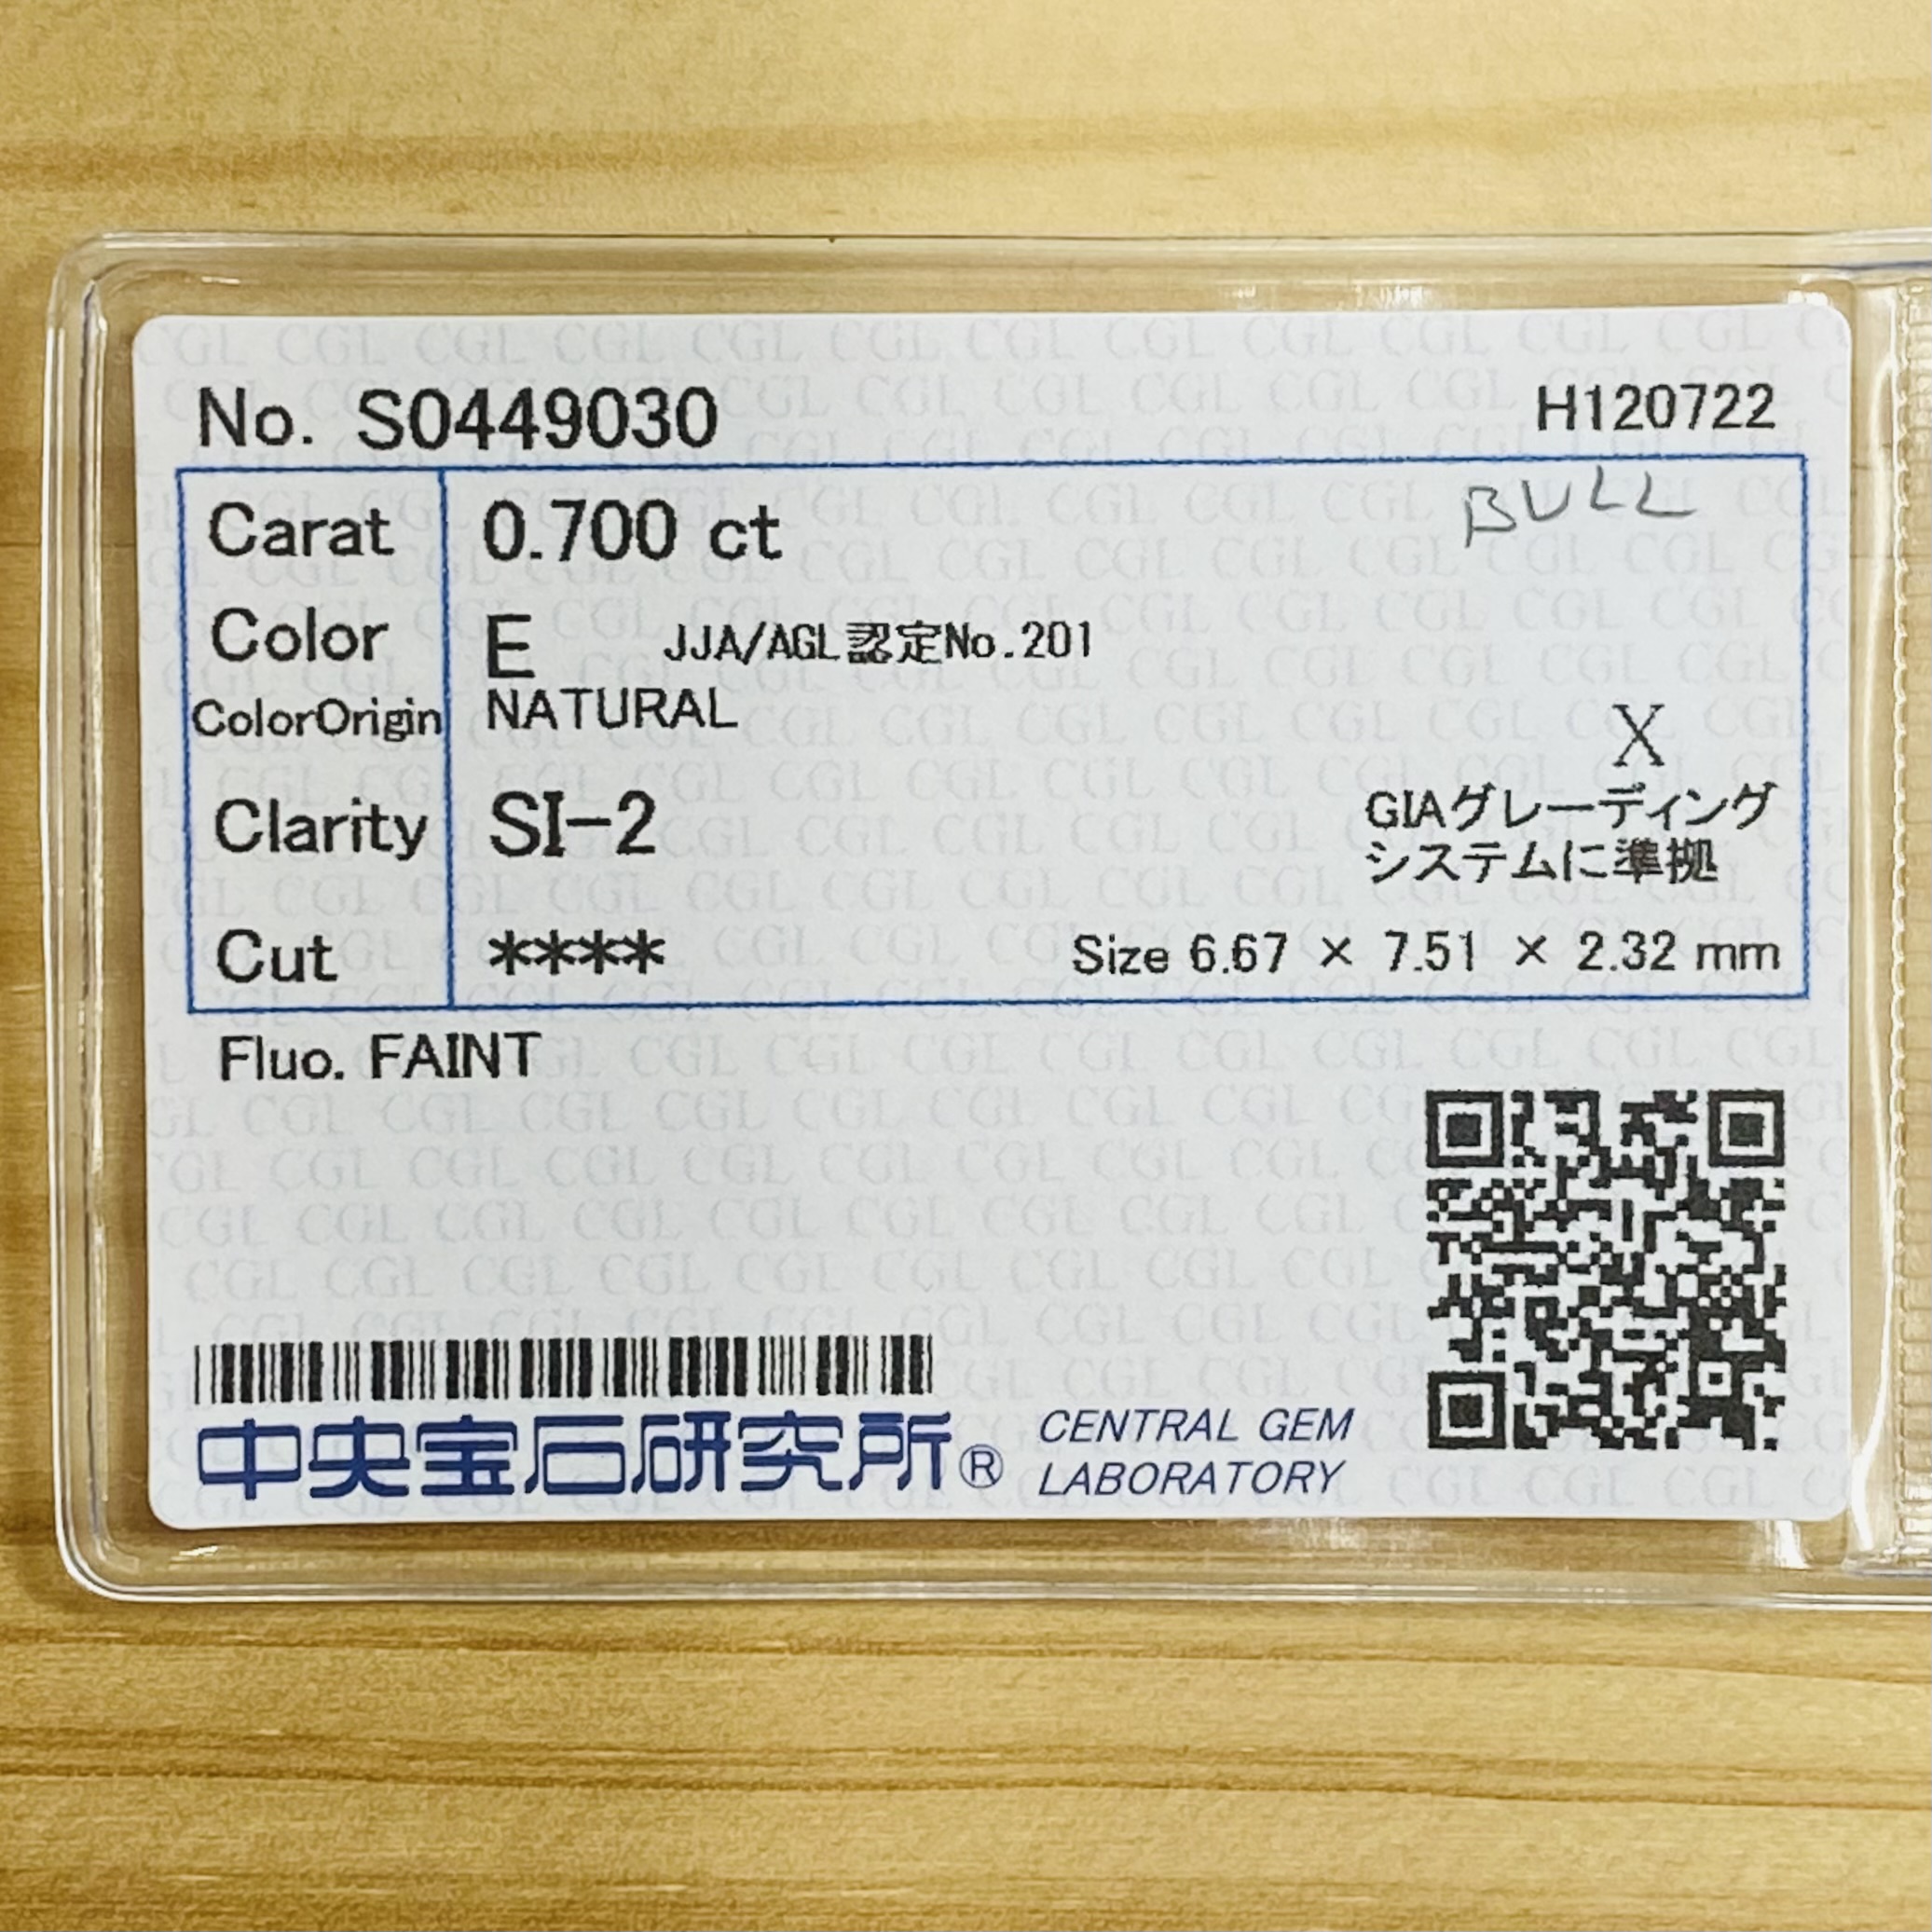 No. S0449030 H120722
BULL
Carat 0.700 ct
Color E JJA/AGL認定No.201
ColorOrigin NATURAL
X
Clarity SI-2
GIAグレーディング
システムに準拠
Cut **** Size 6.67 × 7.51 × 2.32 mm
Fluo. FAINT
中央宝石研究所® CENTRAL GEM
LABORATORY